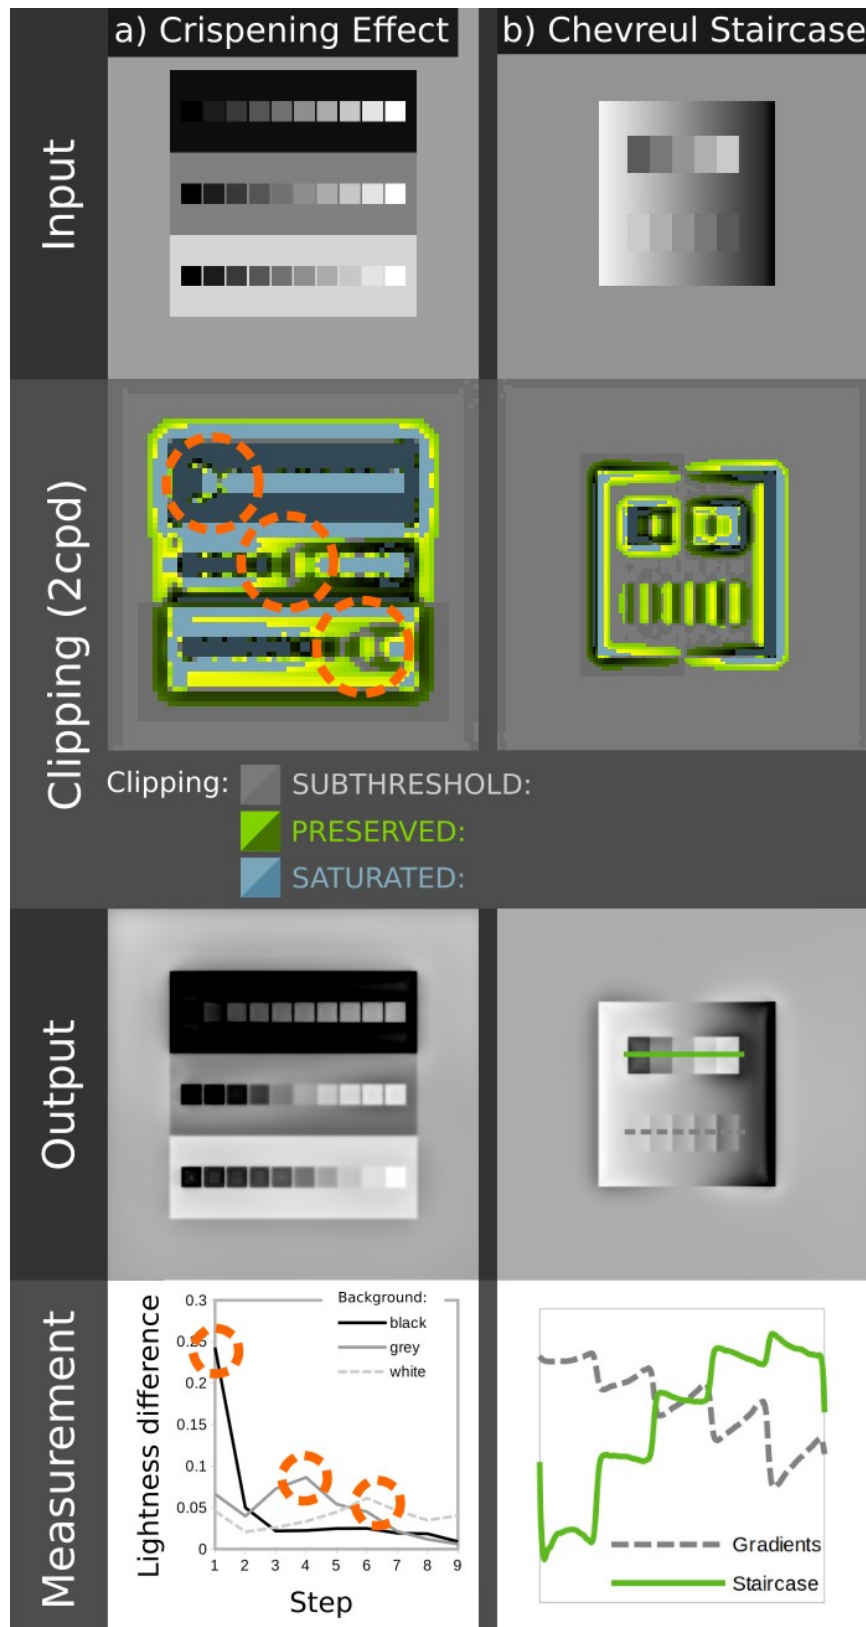 a) Crispening Effect
b) Chevreul Staircase
Input
Clipping (2cpd)
Clipping:
SUBTHRESHOLD:
PRESERVED:
SATURATED:
Output
Measurement
Lightness difference
0.3
0.25
0.2
0.15
0.1
0.05
0
Background:
black
grey
white
1 2 3 4 5 6 7 8 9
Step
Gradients
Staircase